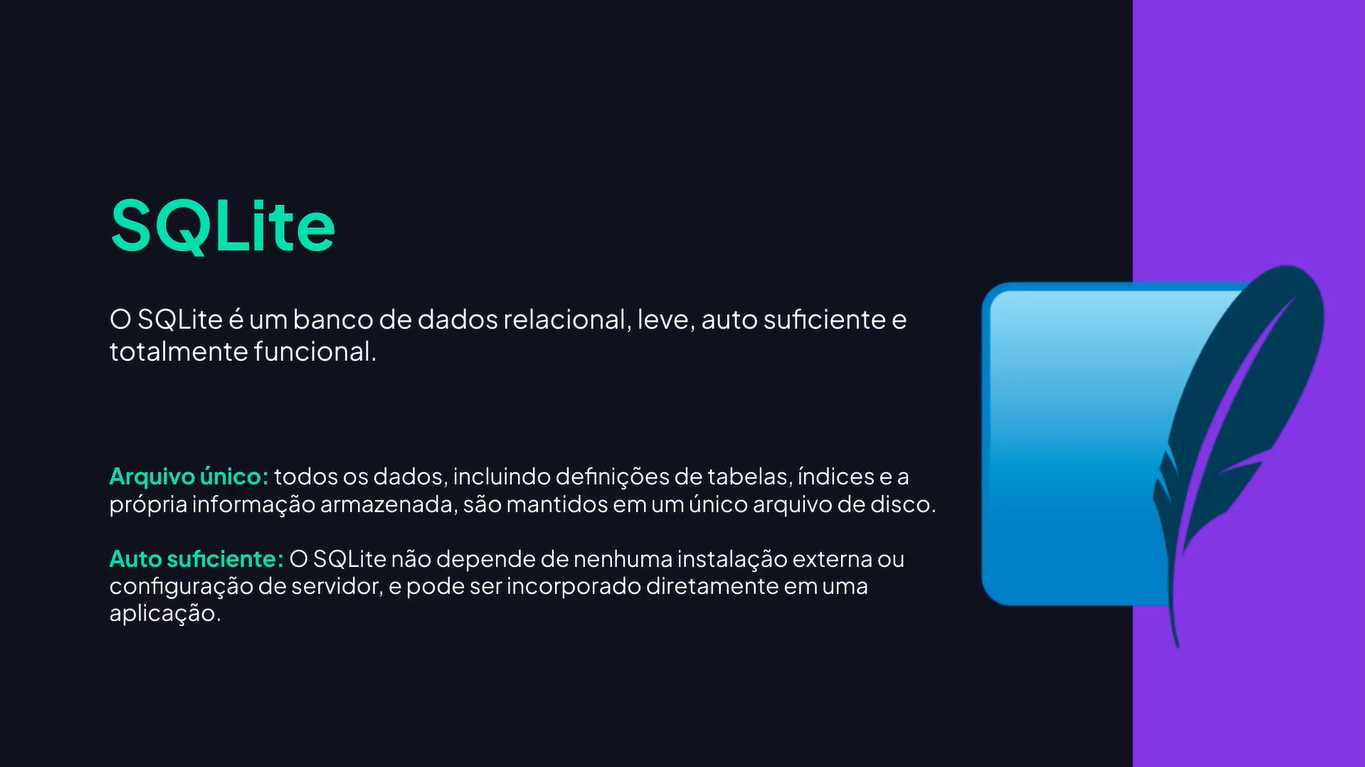 SQLite
O SQLite é um banco de dados relacional, leve, auto suficiente e
totalmente funcional.
Arquivo único: todos os dados, incluindo definições de tabelas, índices e a
própria informação armazenada, são mantidos em um único arquivo de disco.
Auto suficiente: O SQLite não depende de nenhuma instalação externa ou
configuração de servidor, e pode ser incorporado diretamente em uma
aplicação.